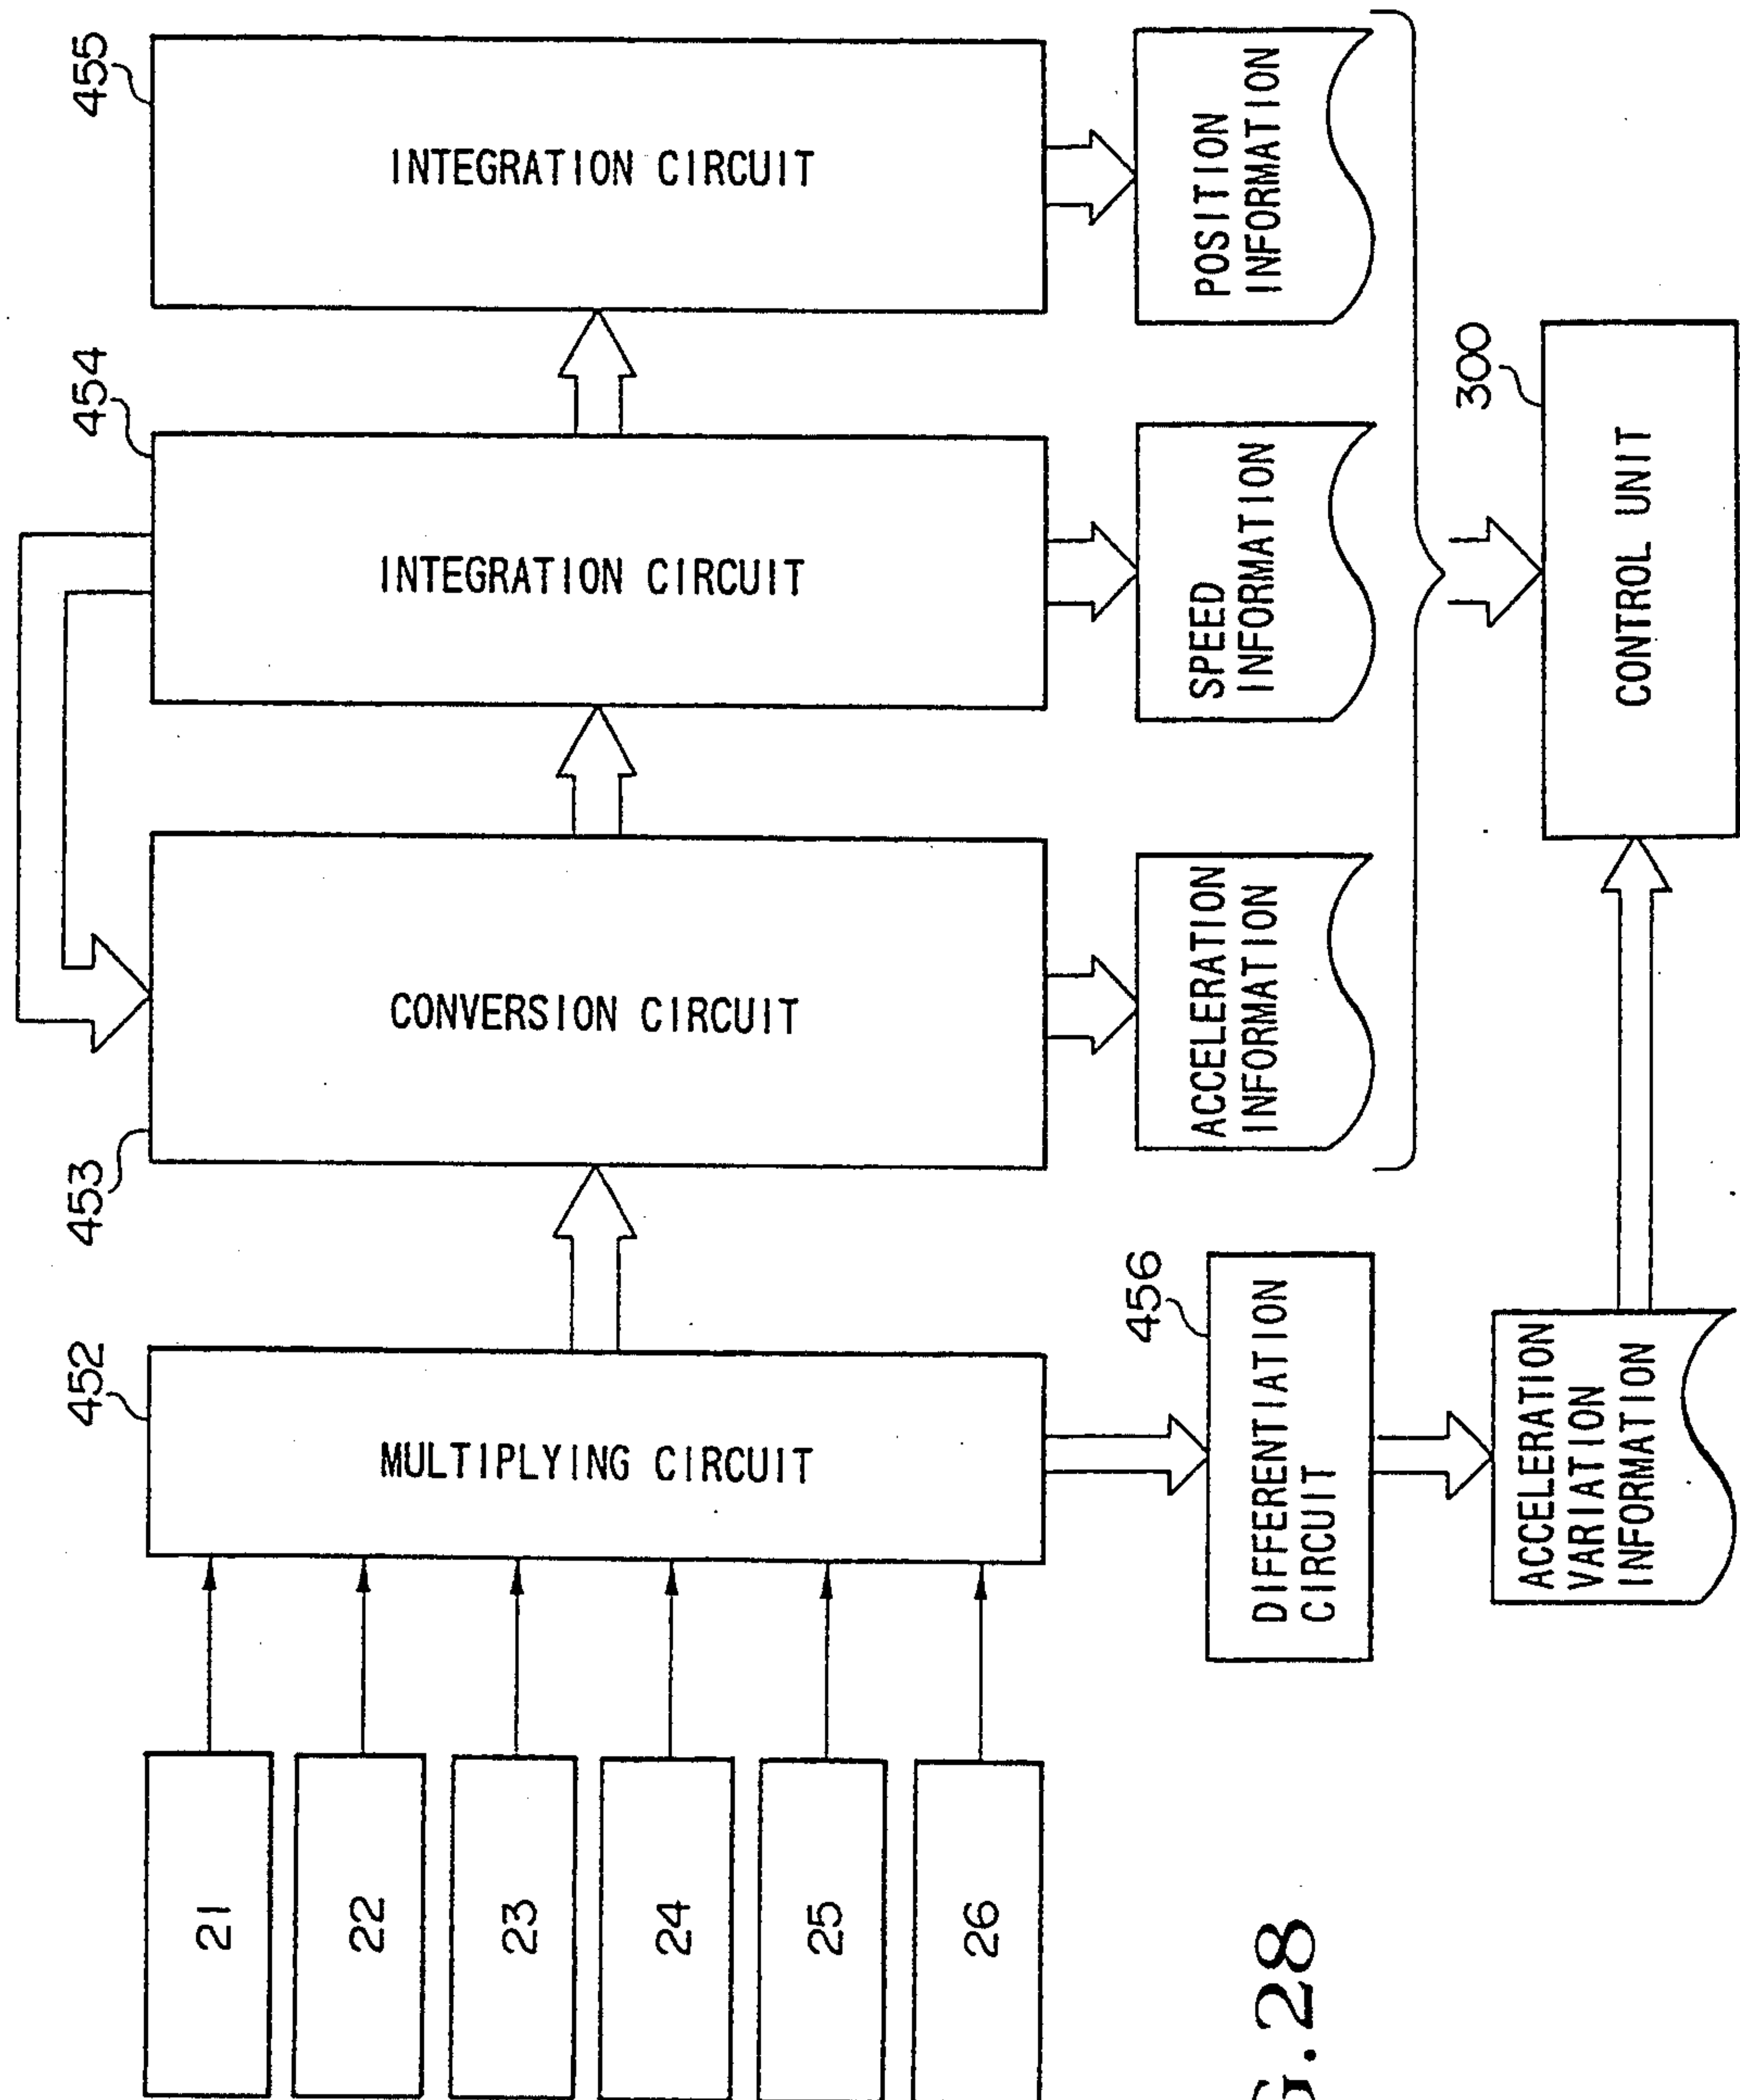 21
22
23
24
25
26
452
MULTIPLYING CIRCUIT
453
CONVERSION CIRCUIT
454
INTEGRATION CIRCUIT
455
INTEGRATION CIRCUIT
456
DIFFERENTIATION
CIRCUIT
ACCELERATION
VARIATION
INFORMATION
ACCELERATION
INFORMATION
SPEED
INFORMATION
POSITION
INFORMATION
300
CONTROL UNIT
G.28